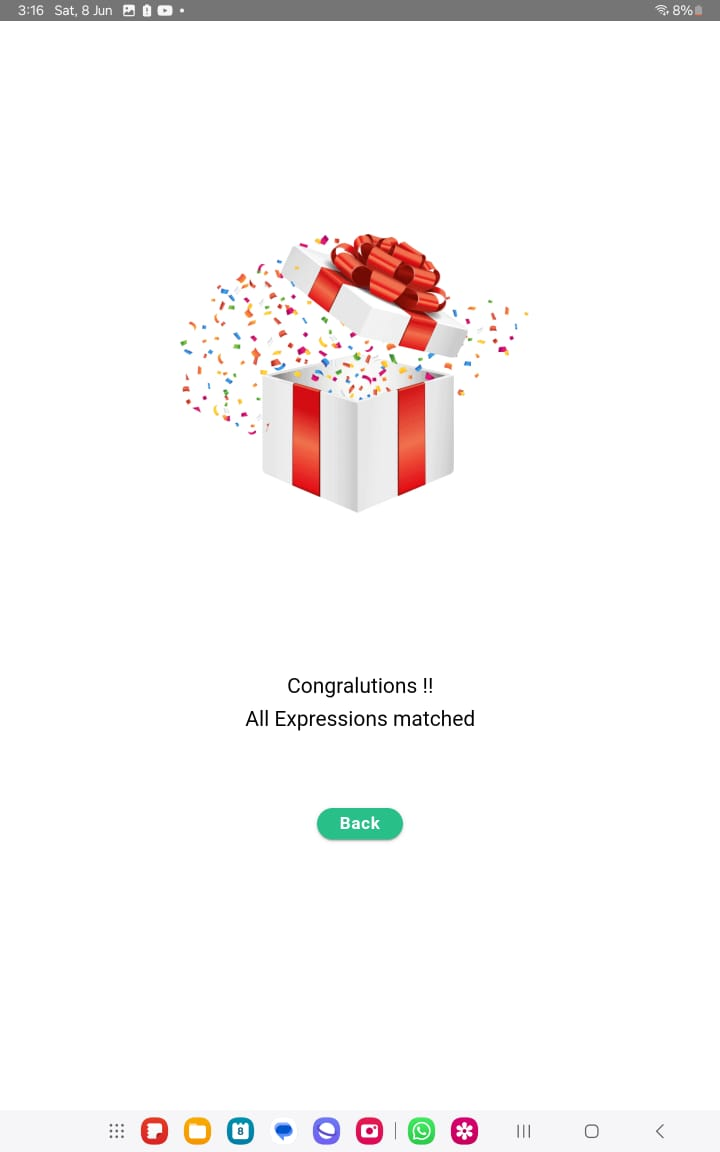 3:16 Sat, 8 Jun 8%
Congralutions !!
All Expressions matched
Back
8